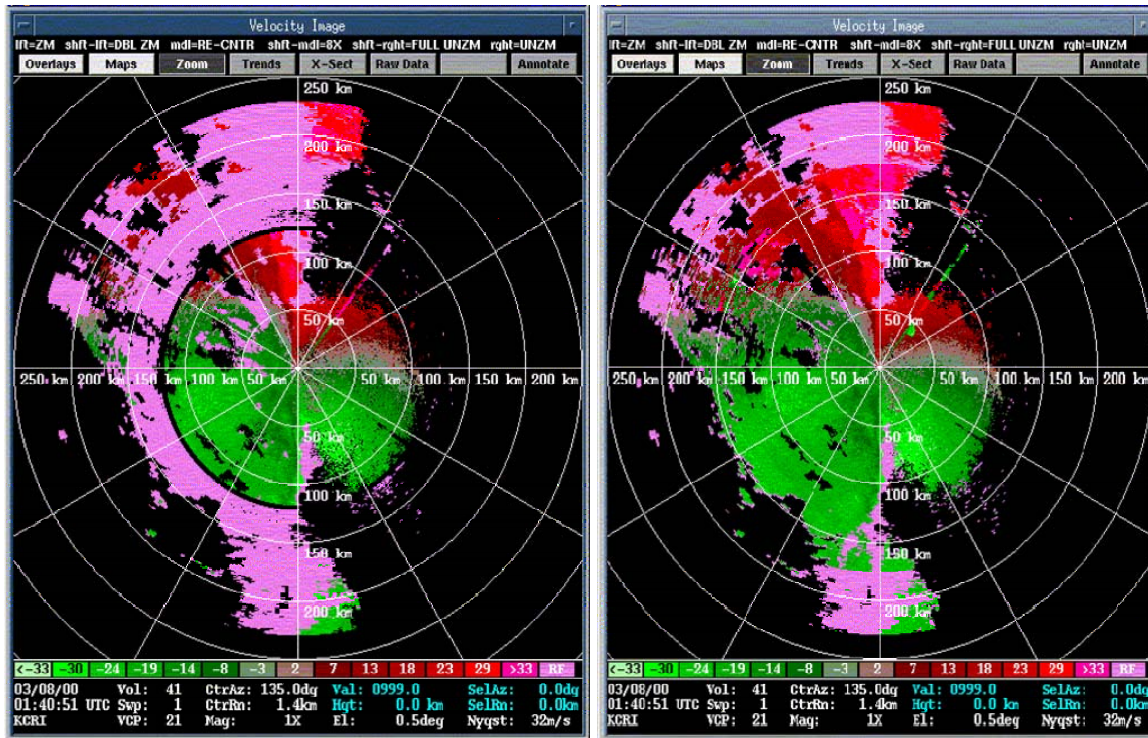 Velocity Image
lft=ZM shft-lft=DBL ZM mdl=RE-CNTR shft-mdl=8X shft-rght=FULL UNZM rght=UNZM
Overlays Maps Zoom Trends X-Sect Raw Data Annotate
250 km
200 km
150 km
100 km
50 km
250 km 200 km 150 km 100 km 50 km 50 km 100 km 150 km 200 km
50 km
100 km
150 km
200 km
<-33 -30 -24 -19 -14 -8 -3 2 7 13 18 23 29 >33 RF
03/08/00 Vol: 41 CtrAz: 135.0dg Val: 0999.0 SelAz: 0.0dg
01:40:51 UTC Swp: 1 CtrRn: 1.4km Hgt: 0.0 km SelRn: 0.0km
KCRI VCP: 21 Mag: 1X El: 0.5deg Nyqst: 32m/s
Velocity Image
lft=ZM shft-lft=DBL ZM mdl=RE-CNTR shft-mdl=8X shft-rght=FULL UNZM rght=UNZM
Overlays Maps Zoom Trends X-Sect Raw Data Annotate
250 km
200 km
150 km
100 km
50 km
250 km 200 km 150 km 100 km 50 km 50 km 100 km 150 km 200 km
50 km
100 km
150 km
200 km
<-33 -30 -24 -19 -14 -8 -3 2 7 13 18 23 29 >33 RF
03/08/00 Vol: 41 CtrAz: 135.0dg Val: 0999.0 SelAz: 0.0dg
01:40:51 UTC Swp: 1 CtrRn: 1.4km Hgt: 0.0 km SelRn: 0.0km
KCRI VCP: 21 Mag: 1X El: 0.5deg Nyqst: 32m/s